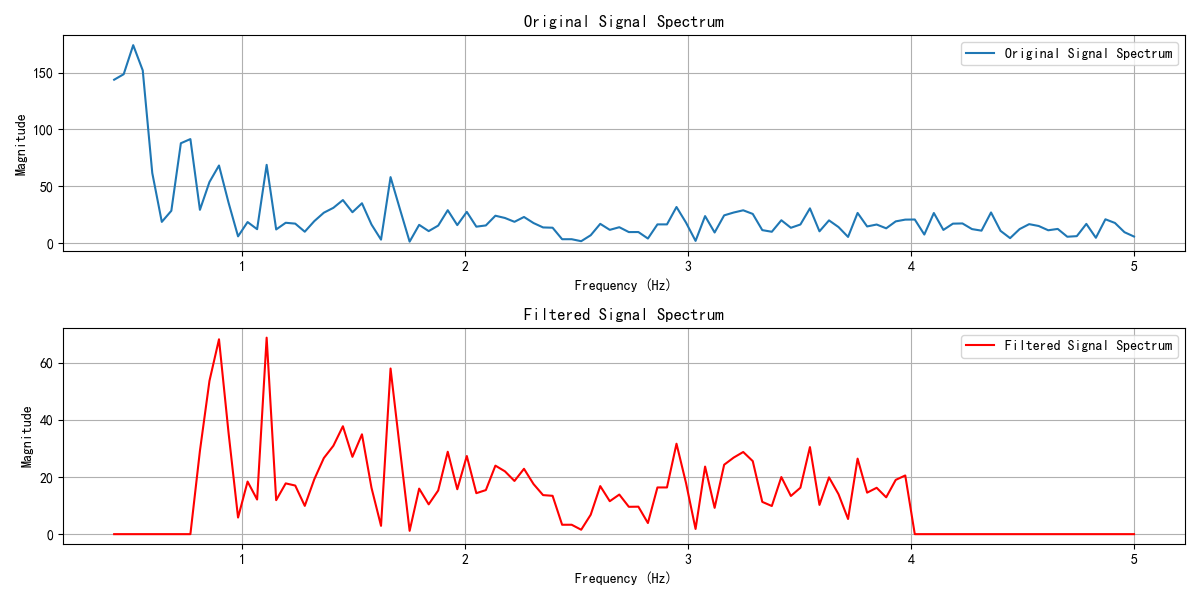 Original Signal Spectrum
Original Signal Spectrum
150
100
50
0
Magnitude
1 2 3 4 5
Frequency (Hz)
Filtered Signal Spectrum
Filtered Signal Spectrum
60
40
20
0
Magnitude
1 2 3 4 5
Frequency (Hz)